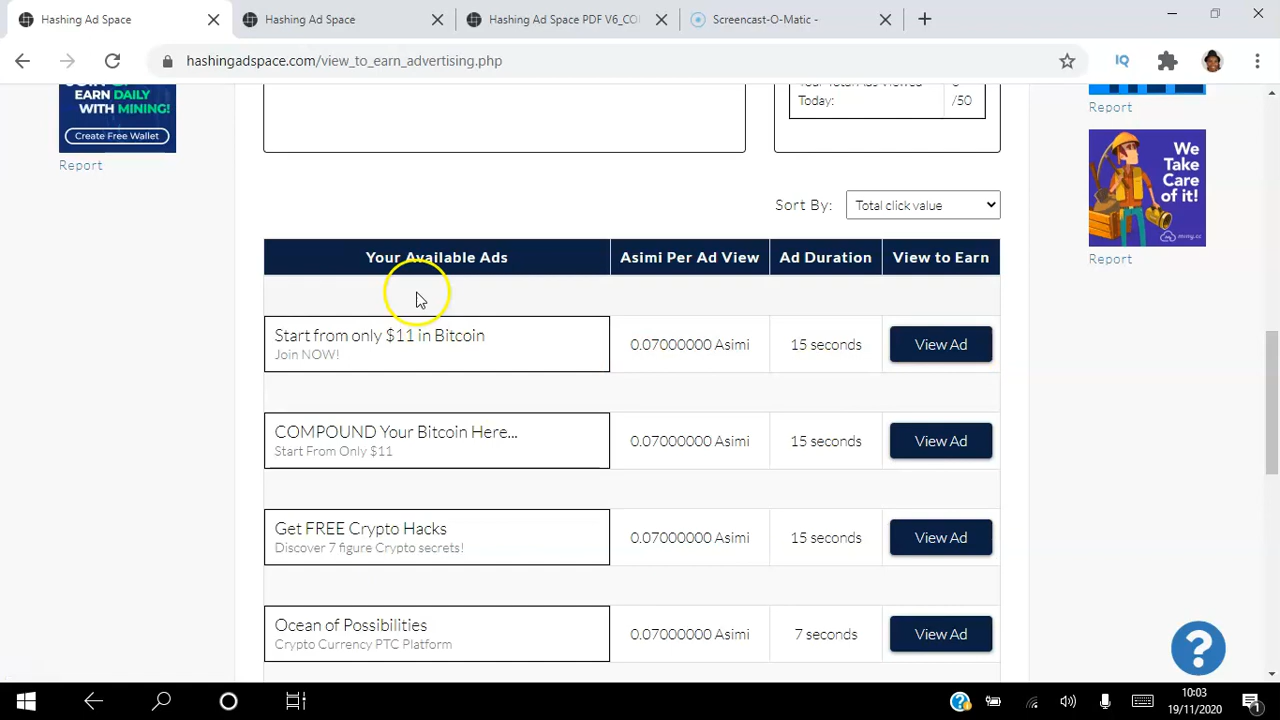 Hashing Ad Space
Hashing Ad Space
Hashing Ad Space PDF V6_CO
Screencast-O-Matic -
hashingadspace.com/view_to_earn_advertising.php
IQ
EARN DAILY
WITH MINING!
Create Free Wallet
Report
Today:
/50
Report
We
Take
Care
of it!
Report
Sort By:
Total click value
Your Available Ads
Asimi Per Ad View
Ad Duration
View to Earn
Start from only $11 in Bitcoin
Join NOW!
0.07000000 Asimi
15 seconds
View Ad
COMPOUND Your Bitcoin Here...
Start From Only $11
0.07000000 Asimi
15 seconds
View Ad
Get FREE Crypto Hacks
Discover 7 figure Crypto secrets!
0.07000000 Asimi
15 seconds
View Ad
Ocean of Possibilities
Crypto Currency PTC Platform
0.07000000 Asimi
7 seconds
View Ad
?
10:03
19/11/2020